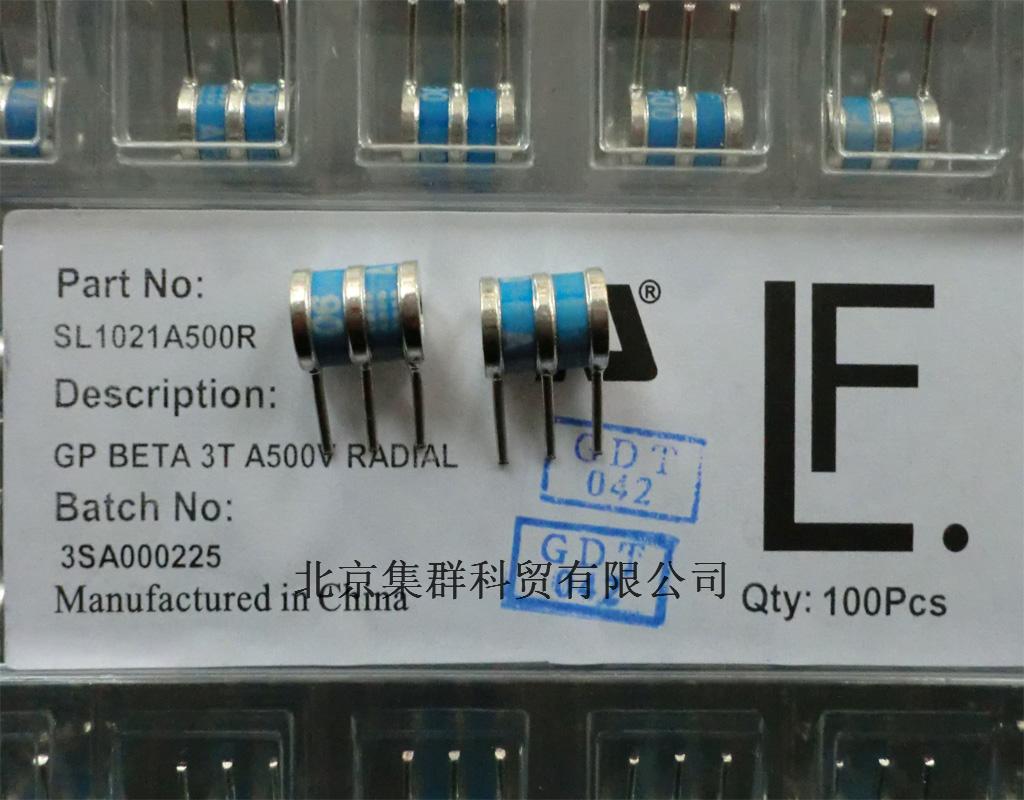 Part No:
SL1021A500R
Description:
GP BETA 3T A500V RADIAL
Batch No:
3SA000225
Manufactured in China
®
LF.
GDT
042
GDT
北京集群科贸有限公司
Qty: 100Pcs